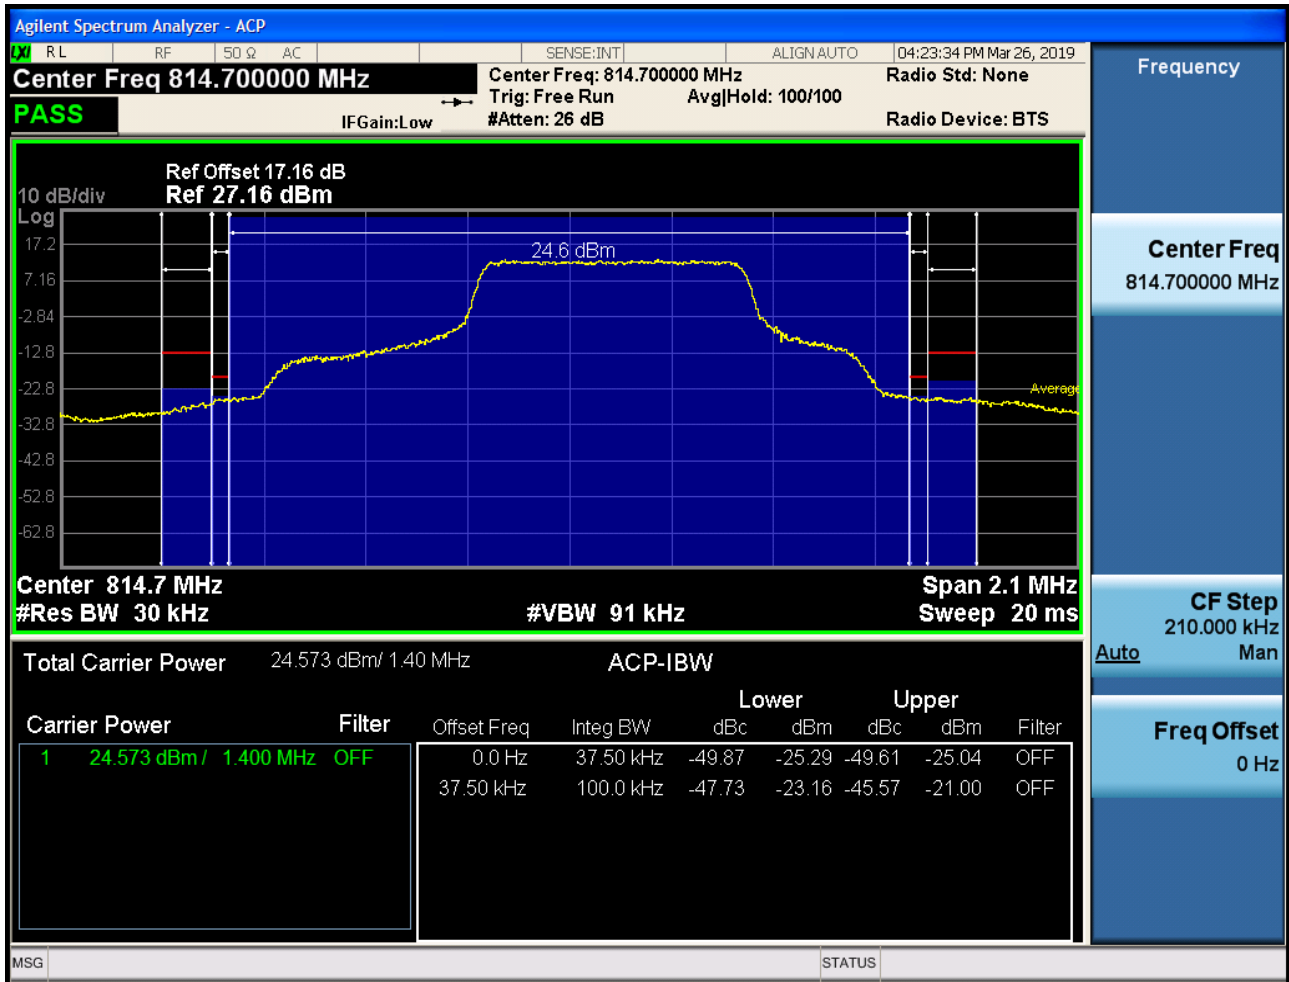 Agilent Spectrum Analyzer - ACP
LXI RL RF 50 Ω AC SENSE:INT ALIGN AUTO 04:23:34 PM Mar 26, 2019
Center Freq 814.700000 MHz
Center Freq: 814.700000 MHz Radio Std: None
Trig: Free Run Avg|Hold: 100/100
PASS IFGain:Low #Atten: 26 dB Radio Device: BTS
Ref Offset 17.16 dB
10 dB/div Ref 27.16 dBm
Log
17.2
24.6 dBm
7.16
-2.84
-12.8
-22.8
Average
-32.8
-42.8
-52.8
-62.8
Center 814.7 MHz Span 2.1 MHz
#Res BW 30 kHz #VBW 91 kHz Sweep 20 ms
Total Carrier Power 24.573 dBm/ 1.40 MHz ACP-IBW
Lower Upper
Carrier Power Filter Offset Freq Integ BW dBc dBm dBc dBm Filter
1 24.573 dBm / 1.400 MHz OFF 0.0 Hz 37.50 kHz -49.87 -25.29 -49.61 -25.04 OFF
37.50 kHz 100.0 kHz -47.73 -23.16 -45.57 -21.00 OFF
Frequency
Center Freq
814.700000 MHz
CF Step
210.000 kHz
Auto Man
Freq Offset
0 Hz
MSG STATUS